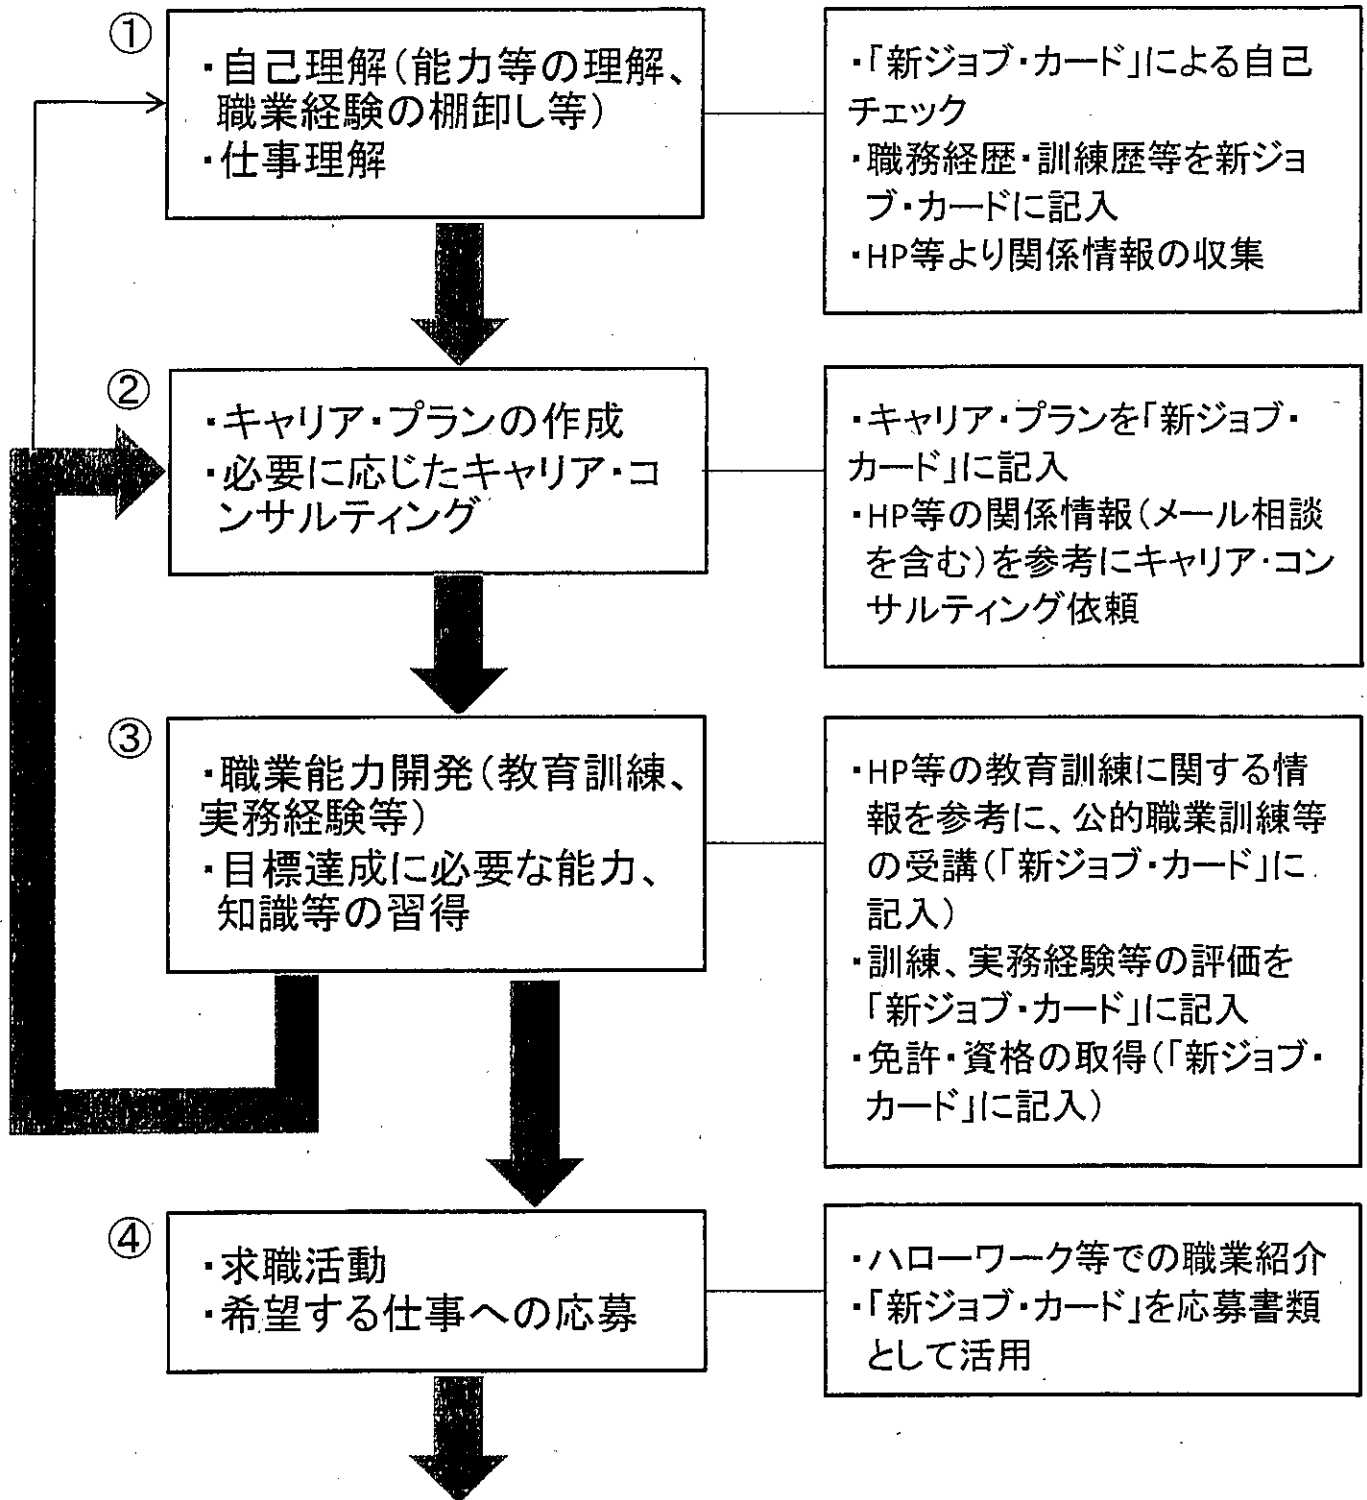 ①
・自己理解(能力等の理解、
職業経験の棚卸し等)
・仕事理解
・「新ジョブ・カード」による自己
チェック
・職務経歴・訓練歴等を新ジョ
ブ・カードに記入
・HP等より関係情報の収集
②
・キャリア・プランの作成
・必要に応じたキャリア・コ
ンサルティング
・キャリア・プランを「新ジョブ・
カード」に記入
・HP等の関係情報(メール相談
を含む)を参考にキャリア・コン
サルティング依頼
③
・職業能力開発(教育訓練、
実務経験等)
・目標達成に必要な能力、
知識等の習得
・HP等の教育訓練に関する情
報を参考に、公的職業訓練等
の受講(「新ジョブ・カード」に
記入)
・訓練、実務経験等の評価を
「新ジョブ・カード」に記入
・免許・資格の取得(「新ジョブ・
カード」に記入)
④
・求職活動
・希望する仕事への応募
・ハローワーク等での職業紹介
・「新ジョブ・カード」を応募書類
として活用